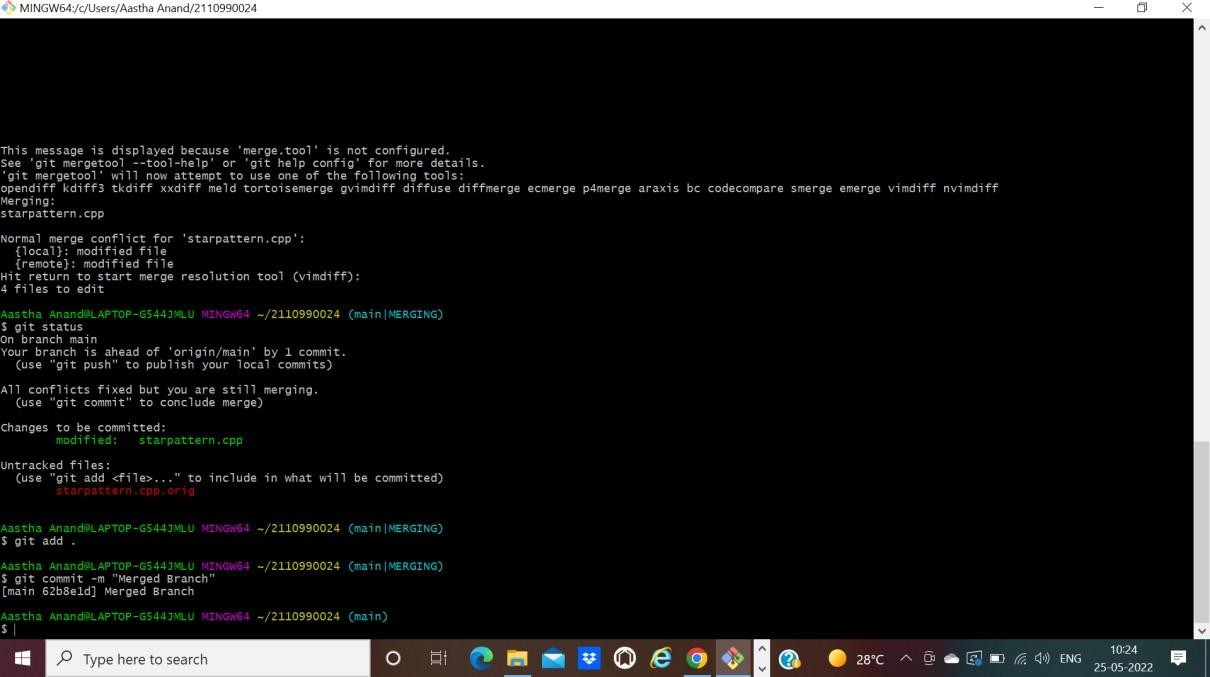 MINGW64:/c/Users/Aastha Anand/2110990024
This message is displayed because 'merge.tool' is not configured.
See 'git mergetool --tool-help' or 'git help config' for more details.
'git mergetool' will now attempt to use one of the following tools:
opendiff kdiff3 tkdiff xxdiff meld tortoisemerge gvimdiff diffuse diffmerge ecmerge p4merge araxis bc codecompare smerge emerge vimdiff nvimdiff
Merging:
starpattern.cpp
Normal merge conflict for 'starpattern.cpp':
{local}: modified file
{remote}: modified file
Hit return to start merge resolution tool (vimdiff):
4 files to edit
Aastha Anand@LAPTOP-G544JMLU MINGW64 ~/2110990024 (main|MERGING)
$ git status
On branch main
Your branch is ahead of 'origin/main' by 1 commit.
(use "git push" to publish your local commits)
All conflicts fixed but you are still merging.
(use "git commit" to conclude merge)
Changes to be committed:
modified: starpattern.cpp
Untracked files:
(use "git add <file>..." to include in what will be committed)
starpattern.cpp.orig
Aastha Anand@LAPTOP-G544JMLU MINGW64 ~/2110990024 (main|MERGING)
$ git add .
Aastha Anand@LAPTOP-G544JMLU MINGW64 ~/2110990024 (main|MERGING)
$ git commit -m "Merged Branch"
[main 62b8e1d] Merged Branch
Aastha Anand@LAPTOP-G544JMLU MINGW64 ~/2110990024 (main)
$
Type here to search
28°C
ENG
10:24
25-05-2022